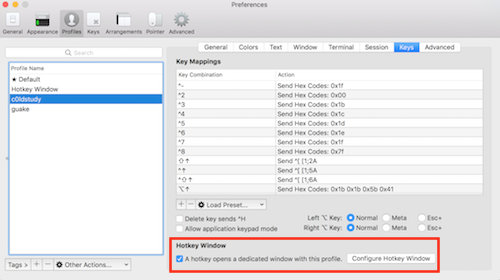 Preferences
General Appearance Profiles Keys Arrangements Pointer Advanced
Search
Profile Name
★ Default
Hotkey Window
c0ldstudy
guake
Tags > + − Other Actions...
General Colors Text Window Terminal Session Keys Advanced
Key Mappings
Key Combination Action
^- Send Hex Codes: 0x1f
^2 Send Hex Codes: 0x00
^3 Send Hex Codes: 0x1b
^4 Send Hex Codes: 0x1c
^5 Send Hex Codes: 0x1d
^6 Send Hex Codes: 0x1e
^7 Send Hex Codes: 0x1f
^8 Send Hex Codes: 0x7f
⇧↑ Send ^[ [1;2A
^↑ Send ^[ [1;5A
^⇧↑ Send ^[ [1;6A
⌥↑ Send Hex Codes: 0x1b 0x1b 0x5b 0x41
+ − Load Preset...
Delete key sends ^H
Allow application keypad mode
Left ⌥ Key: Normal Meta Esc+
Right ⌥ Key: Normal Meta Esc+
Hotkey Window
A hotkey opens a dedicated window with this profile. Configure Hotkey Window